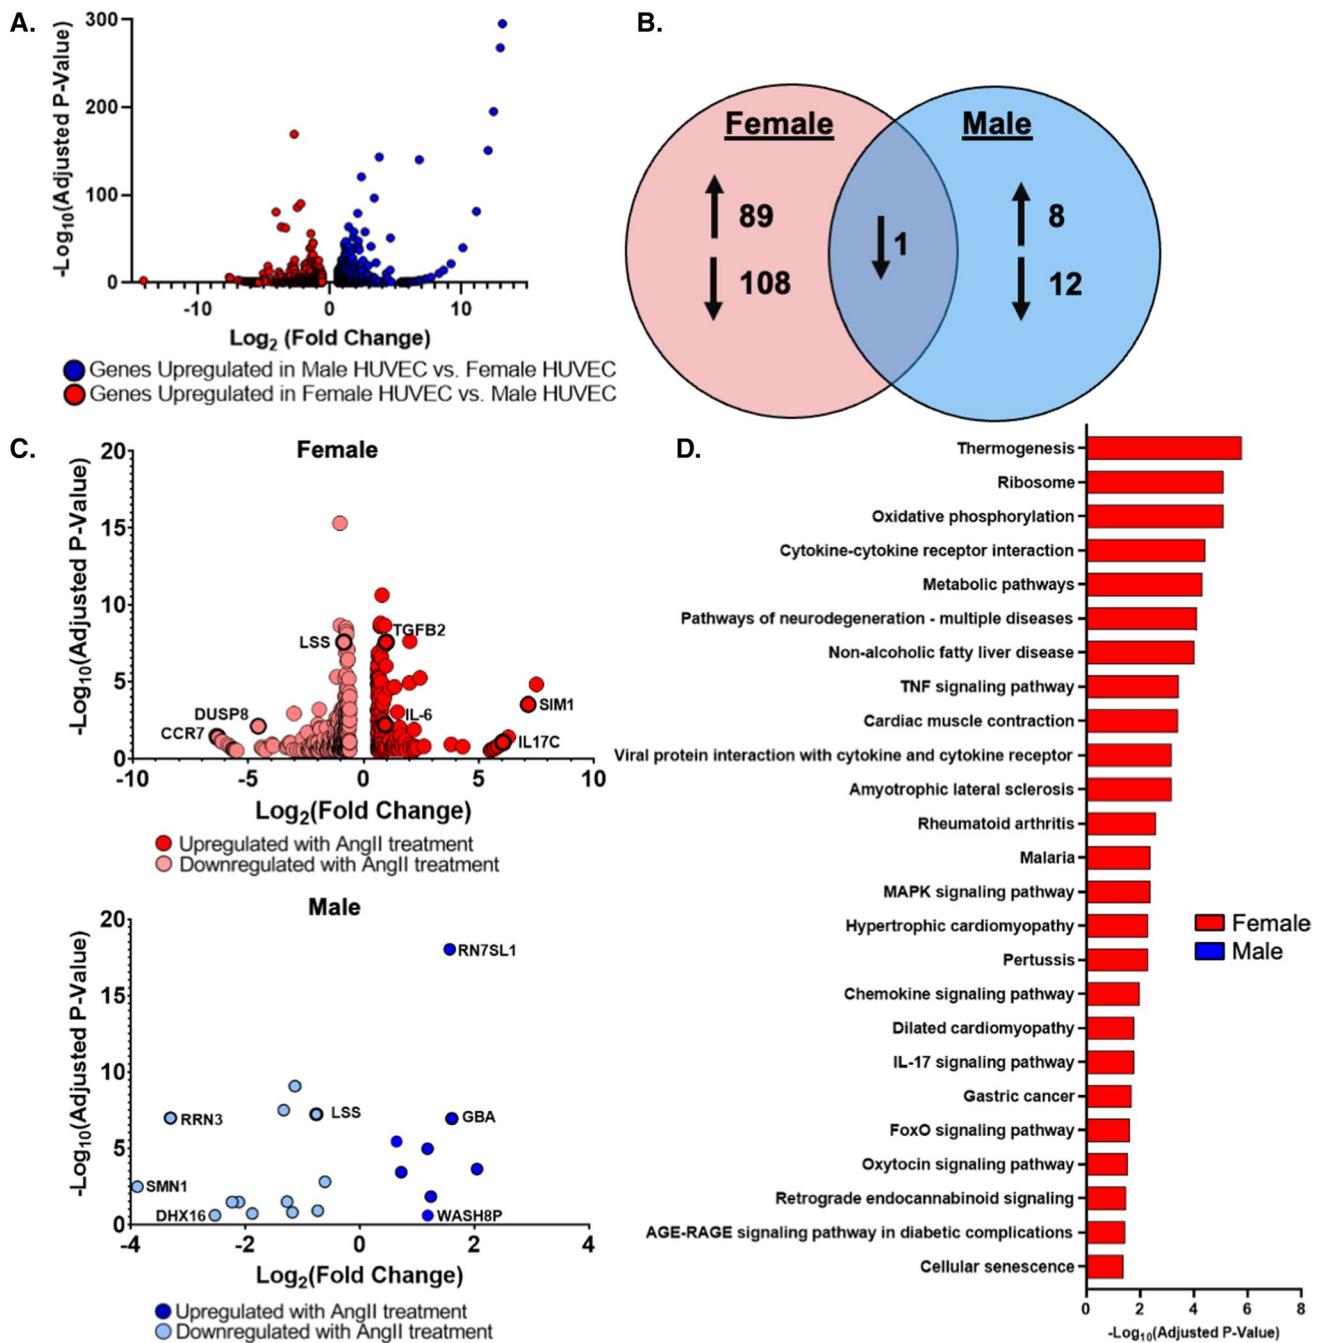 A.
-Log10(Adjusted P-Value)
300
200
100
0
-10
0
10
Log2 (Fold Change)
Genes Upregulated in Male HUVEC vs. Female HUVEC
Genes Upregulated in Female HUVEC vs. Male HUVEC
B.
Female
Male
89
108
1
8
12
C.
Female
-Log10(Adjusted P-Value)
20
15
10
5
0
LSS
TGFB2
DUSP8
CCR7
IL-6
SIM1
IL17C
-10
-5
0
5
10
Log2(Fold Change)
Upregulated with AngII treatment
Downregulated with AngII treatment
Male
-Log10(Adjusted P-Value)
20
15
10
5
0
RN7SL1
RRN3
LSS
GBA
SMN1
DHX16
WASH8P
-4
-2
0
2
4
Log2(Fold Change)
Upregulated with AngII treatment
Downregulated with AngII treatment
D.
Thermogenesis
Ribosome
Oxidative phosphorylation
Cytokine-cytokine receptor interaction
Metabolic pathways
Pathways of neurodegeneration - multiple diseases
Non-alcoholic fatty liver disease
TNF signaling pathway
Cardiac muscle contraction
Viral protein interaction with cytokine and cytokine receptor
Amyotrophic lateral sclerosis
Rheumatoid arthritis
Malaria
MAPK signaling pathway
Hypertrophic cardiomyopathy
Pertussis
Chemokine signaling pathway
Dilated cardiomyopathy
IL-17 signaling pathway
Gastric cancer
FoxO signaling pathway
Oxytocin signaling pathway
Retrograde endocannabinoid signaling
AGE-RAGE signaling pathway in diabetic complications
Cellular senescence
Female
Male
0
2
4
6
8
-Log10(Adjusted P-Value)